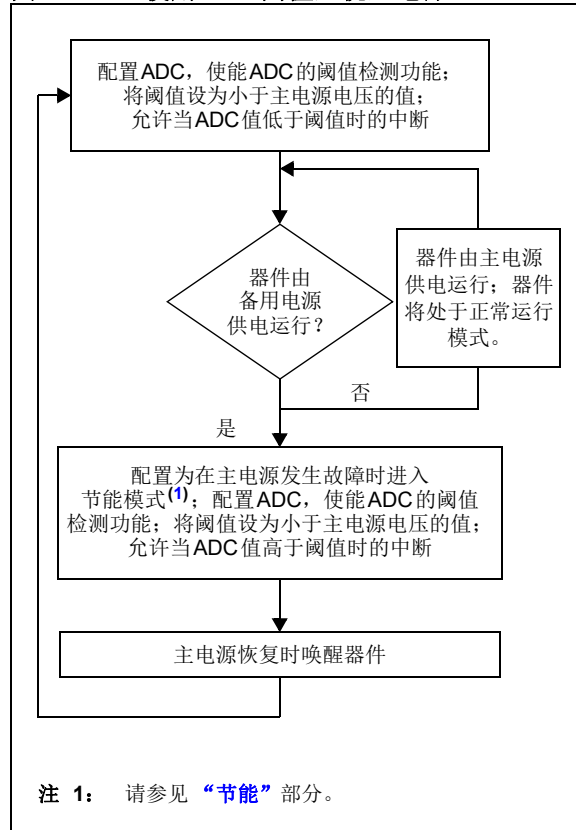 配置ADC，使能ADC的阈值检测功能；
将阈值设为小于主电源电压的值；
允许当ADC值低于阈值时的中断
器件由
备用电源
供电运行？
器件由主电源
供电运行；器件
将处于正常运行
模式。
否
是
配置为在主电源发生故障时进入
节能模式(1)；配置ADC，使能ADC的阈值
检测功能；将阈值设为小于主电源电压的值；
允许当ADC值高于阈值时的中断
主电源恢复时唤醒器件
注 1： 请参见“节能”部分。